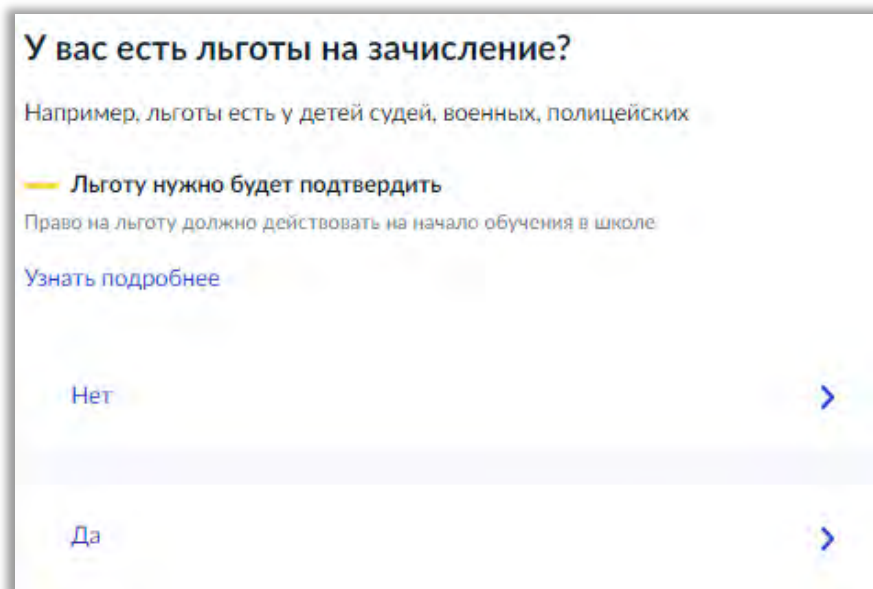 У вас есть льготы на зачисление?
Например, льготы есть у детей судей, военных, полицейских
Льготу нужно будет подтвердить
Право на льготу должно действовать на начало обучения в школе
Узнать подробнее
Нет
Да